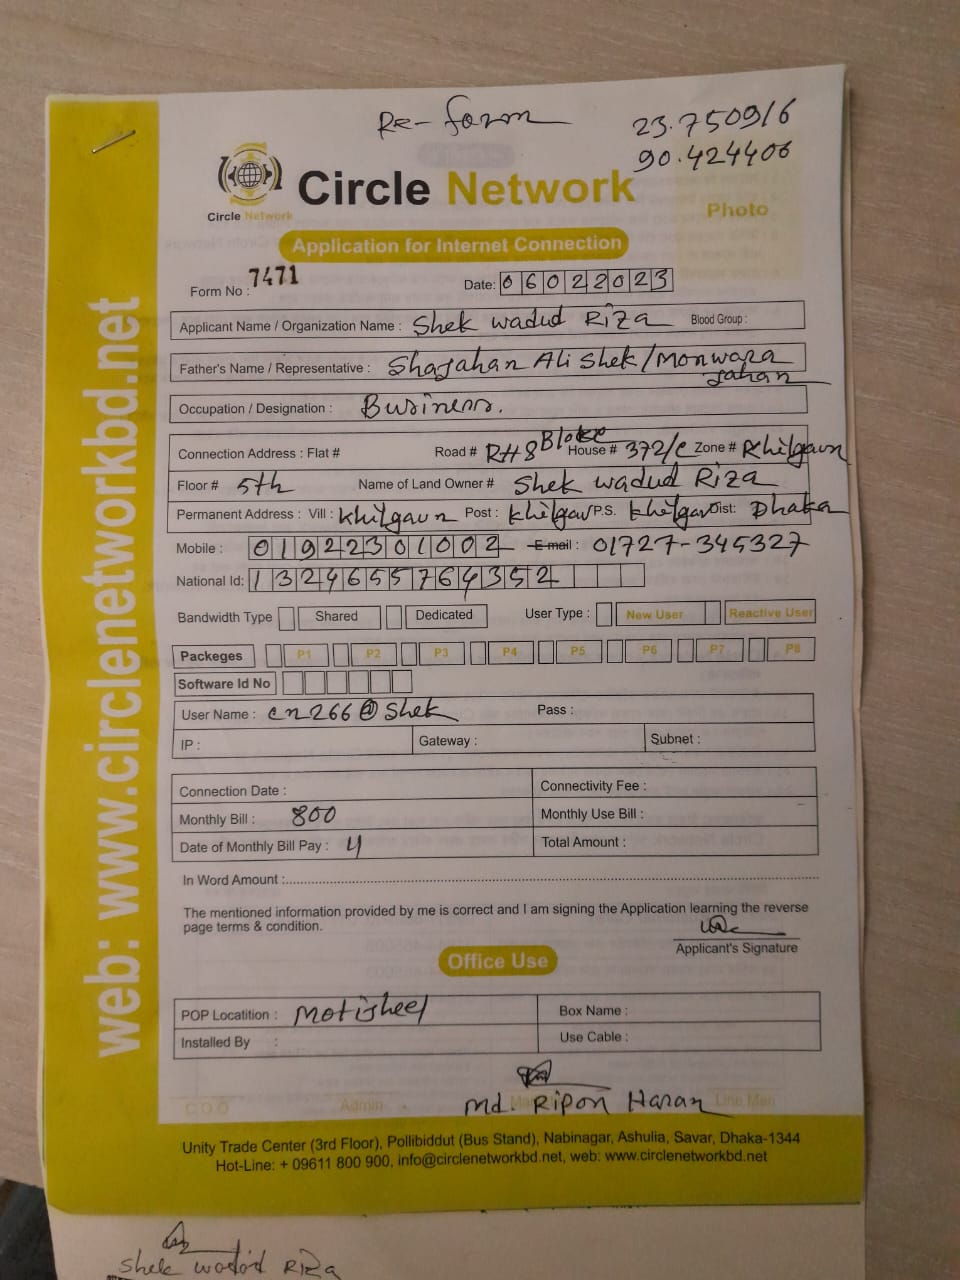 Re-form
23.750916
90.424406
Circle Network
Circle Network
Photo
Application for Internet Connection
Form No : 7471
Date: 06022023
Applicant Name / Organization Name : Shek wadud Riza Blood Group :
Father's Name / Representative : Shajahan Ali Shek/Monwara Jahan
Occupation / Designation : Business.
Connection Address : Flat # Road # R#8 Bloke House # 372/c Zone # Khilgaun
Floor # 5th Name of Land Owner # Shek wadud Riza
Permanent Address : Vill : Khilgaun Post : Khilgav P.S. Khilgav Dist: Dhaka
Mobile : 01922301002 E-mail : 01727-345327
National Id: 1324655764352
Bandwidth Type Shared Dedicated User Type : New User Reactive User
Packeges P1 P2 P3 P4 P5 P6 P7 P8
Software Id No
User Name : cn266@Shek Pass :
IP : Gateway : Subnet :
Connection Date : Connectivity Fee :
Monthly Bill : 800 Monthly Use Bill :
Date of Monthly Bill Pay : 4 Total Amount :
In Word Amount :
The mentioned information provided by me is correct and I am signing the Application learning the reverse
page terms & condition.
Applicant's Signature
Office Use
POP Locatition : Motijheel Box Name :
Installed By : Use Cable :
C.O.O Admin Line Man
Md. Ripon Hasan
Unity Trade Center (3rd Floor), Pollibiddut (Bus Stand), Nabinagar, Ashulia, Savar, Dhaka-1344
Hot-Line: + 09611 800 900, info@circlenetworkbd.net, web: www.circlenetworkbd.net
web: www.circlenetworkbd.net
Shek wadud Riza